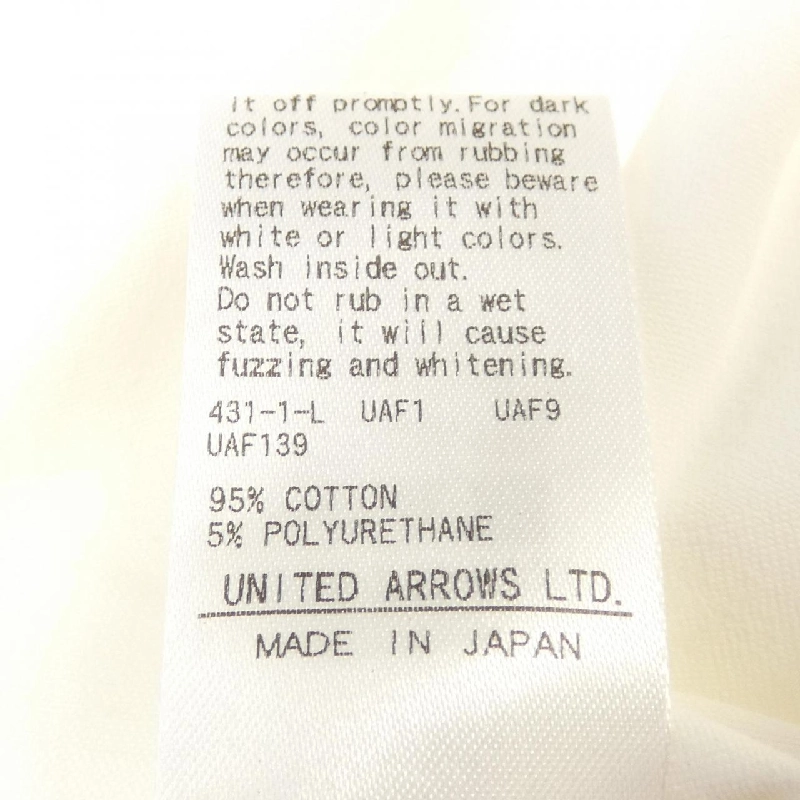 it off promptly. For dark
colors, color migration
may occur from rubbing
therefore, please beware
when wearing it with
white or light colors.
Wash inside out.
Do not rub in a wet
state, it will cause
fuzzing and whitening.
431-1-L UAF1 UAF9
UAF139
95% COTTON
5% POLYURETHANE
UNITED ARROWS LTD.
MADE IN JAPAN